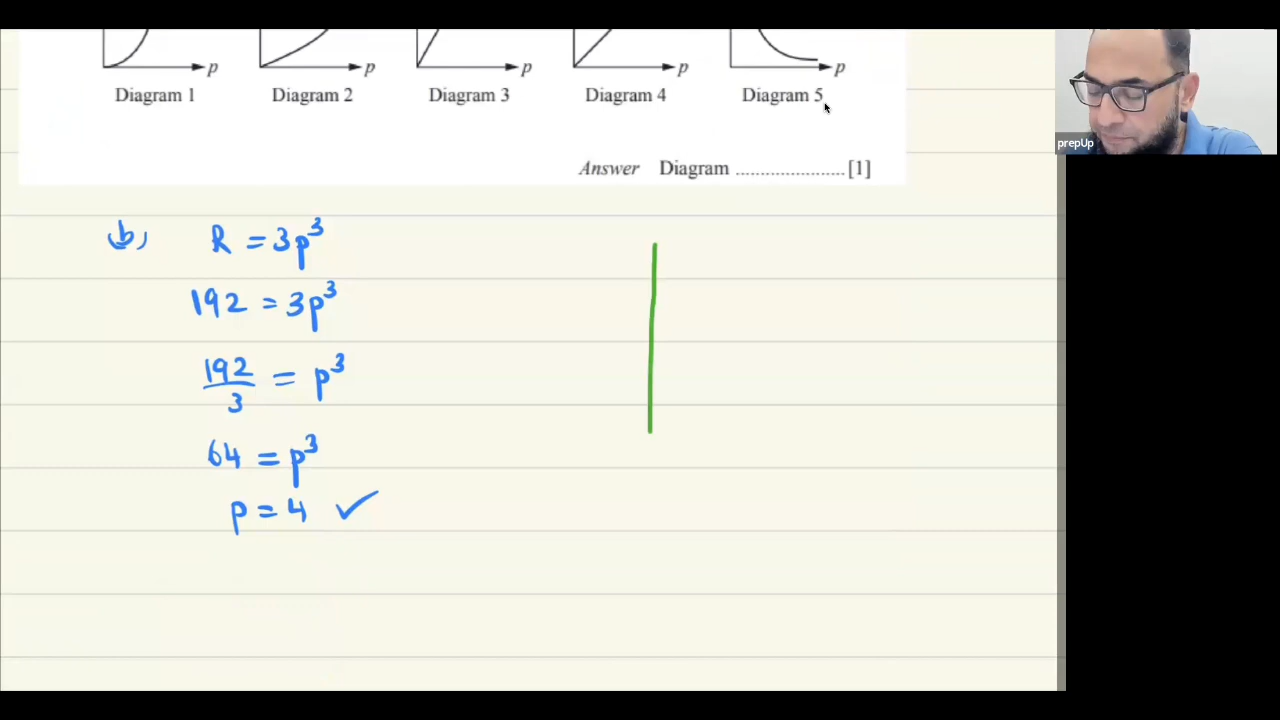 p p p p p
Diagram 1 Diagram 2 Diagram 3 Diagram 4 Diagram 5
prepUp
Answer Diagram ...................... [1]
(b) R = 3p³
192 = 3p³
192/3 = p³
64 = p³
p = 4 ✓